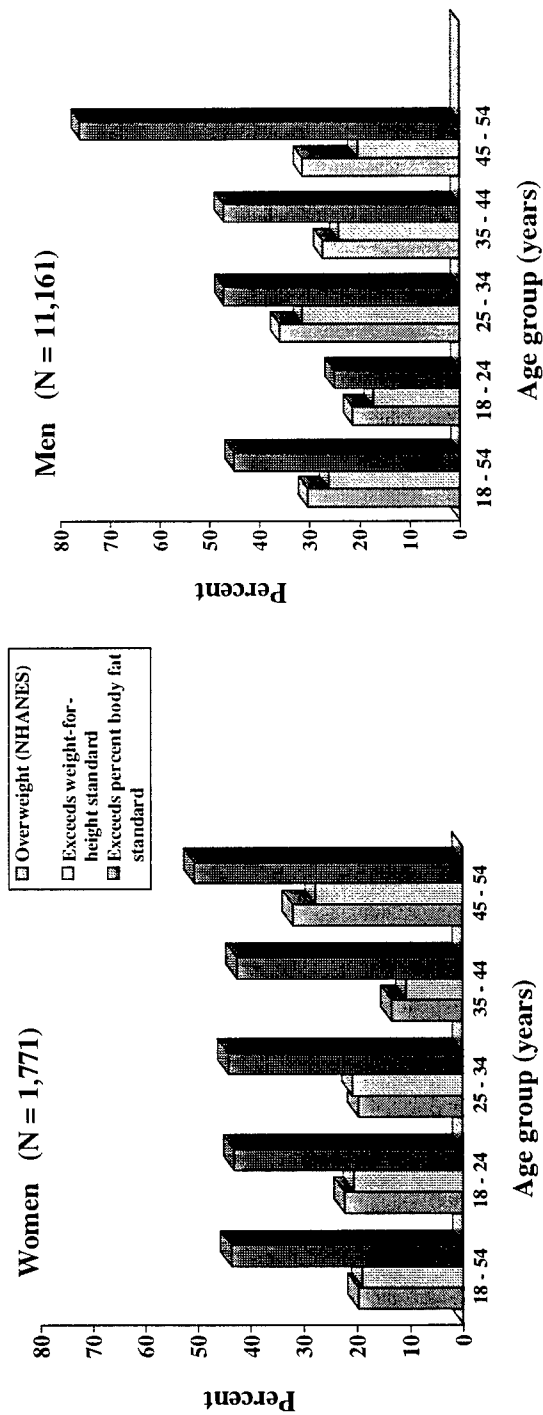 Women (N = 1,771)
Overweight (NHANES)
Exceeds weight-for-
height standard
Exceeds percent body fat
standard
80
70
60
50
40
30
20
10
0
Percent
18 - 54
18 - 24
25 - 34
35 - 44
45 - 54
Age group (years)
Men (N = 11,161)
80
70
60
50
40
30
20
10
0
Percent
18 - 54
18 - 24
25 - 34
35 - 44
45 - 54
Age group (years)